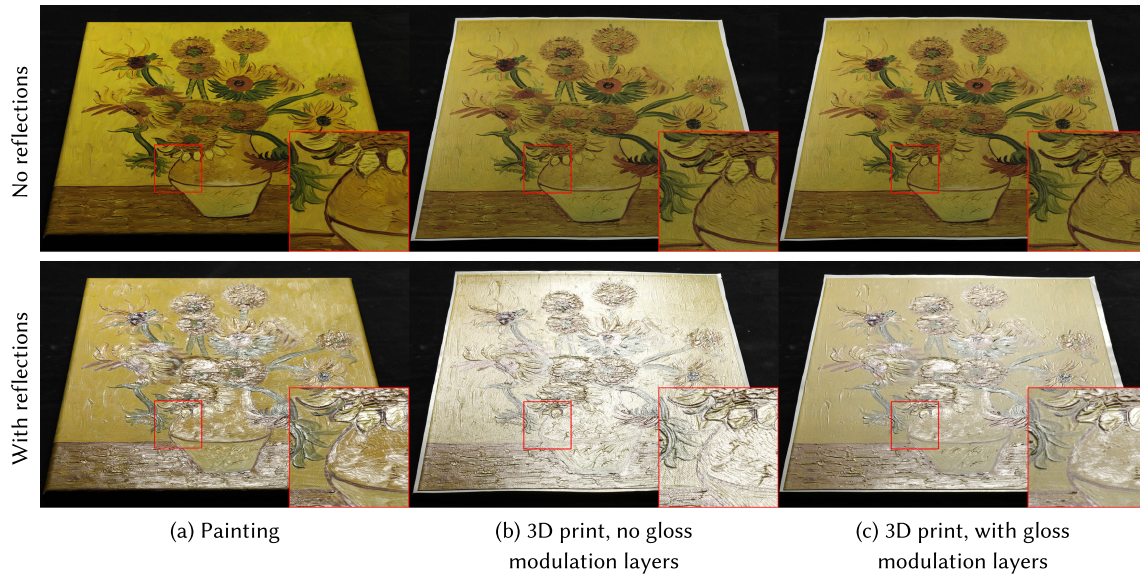 No reflections
With reflections
(a) Painting
(b) 3D print, no gloss
modulation layers
(c) 3D print, with gloss
modulation layers